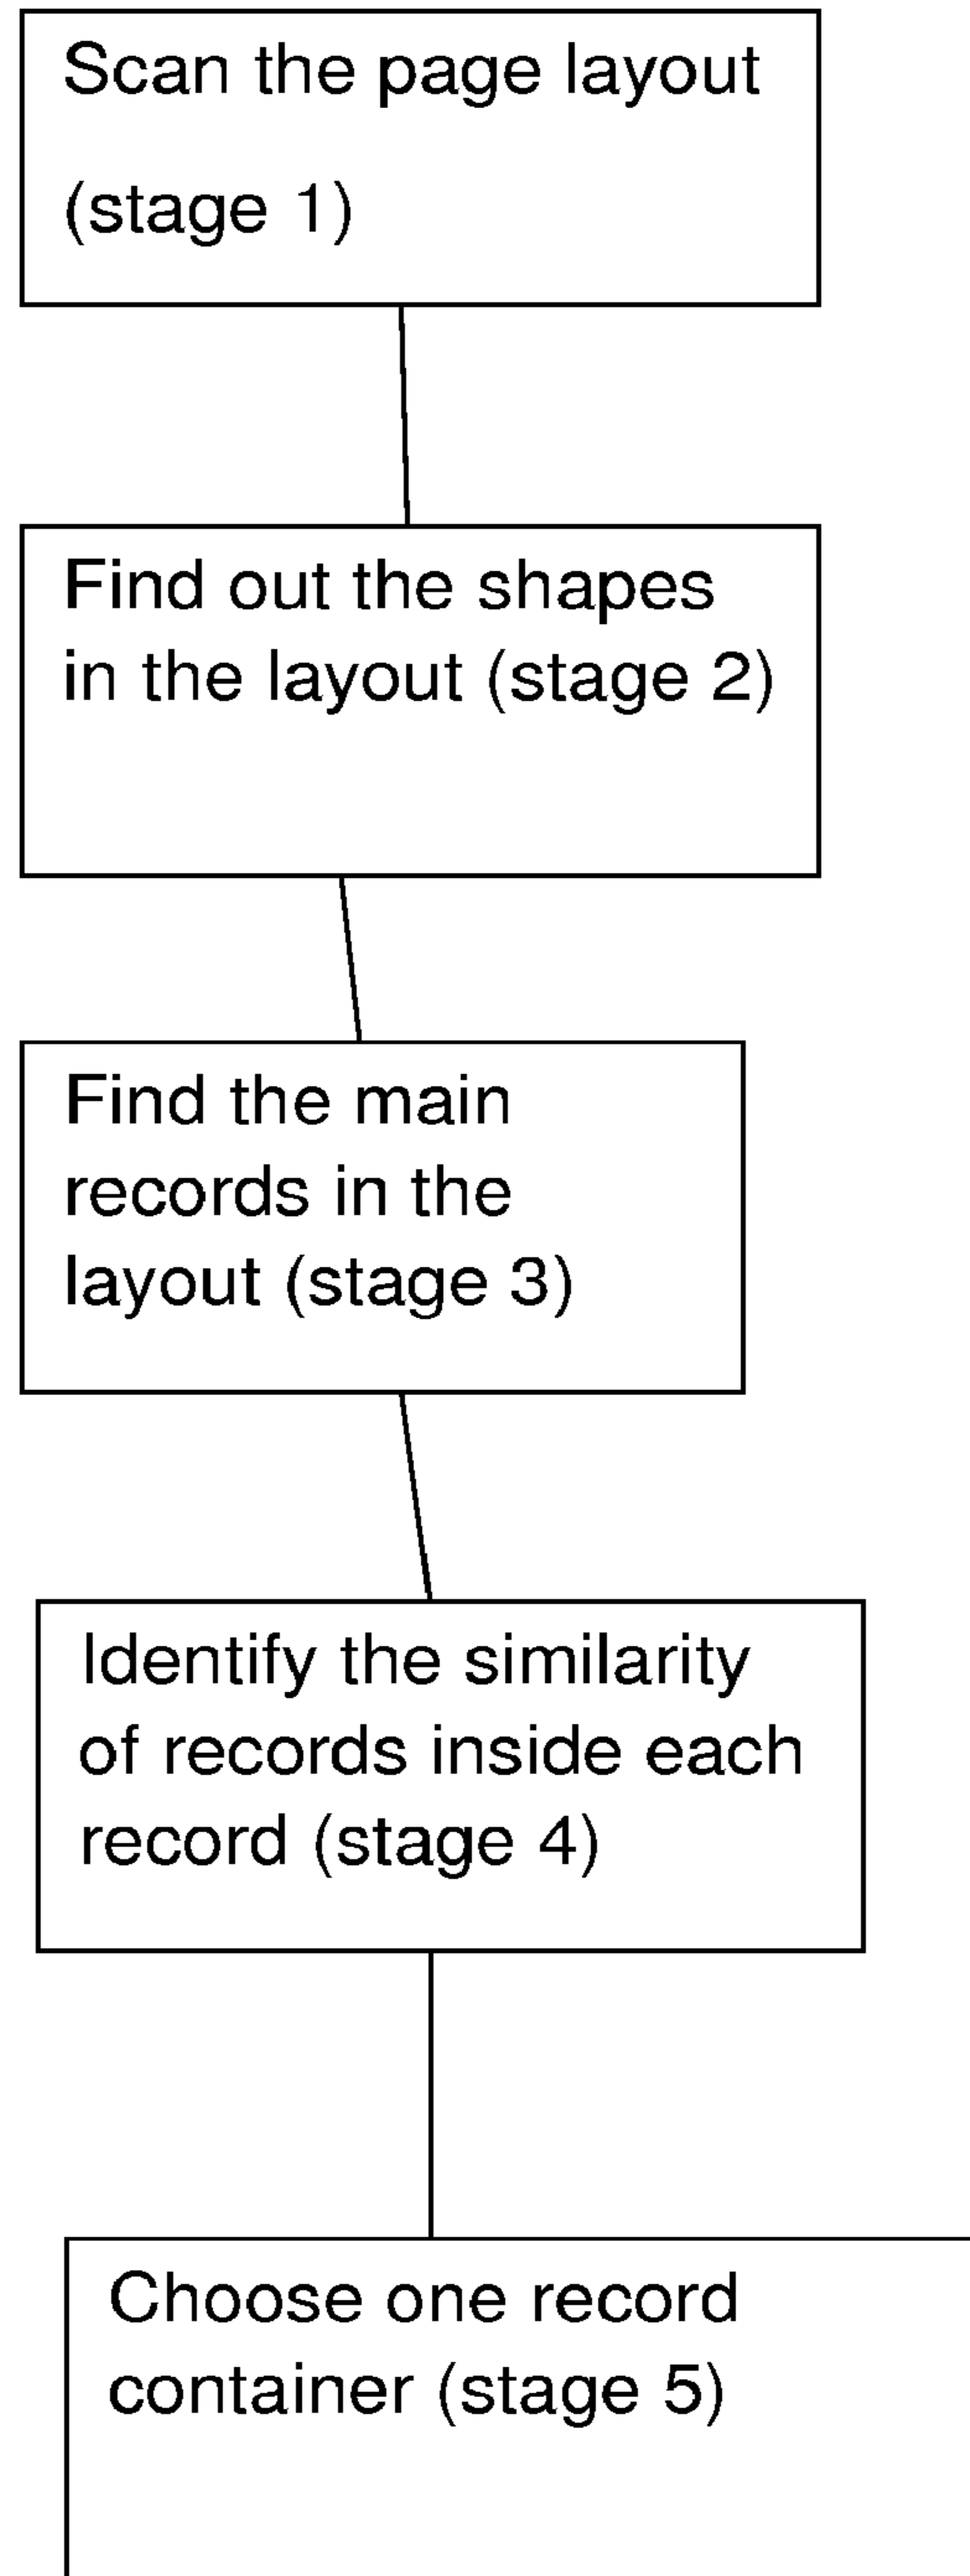 Scan the page layout
(stage 1)
Find out the shapes
in the layout (stage 2)
Find the main
records in the
layout (stage 3)
Identify the similarity
of records inside each
record (stage 4)
Choose one record
container (stage 5)